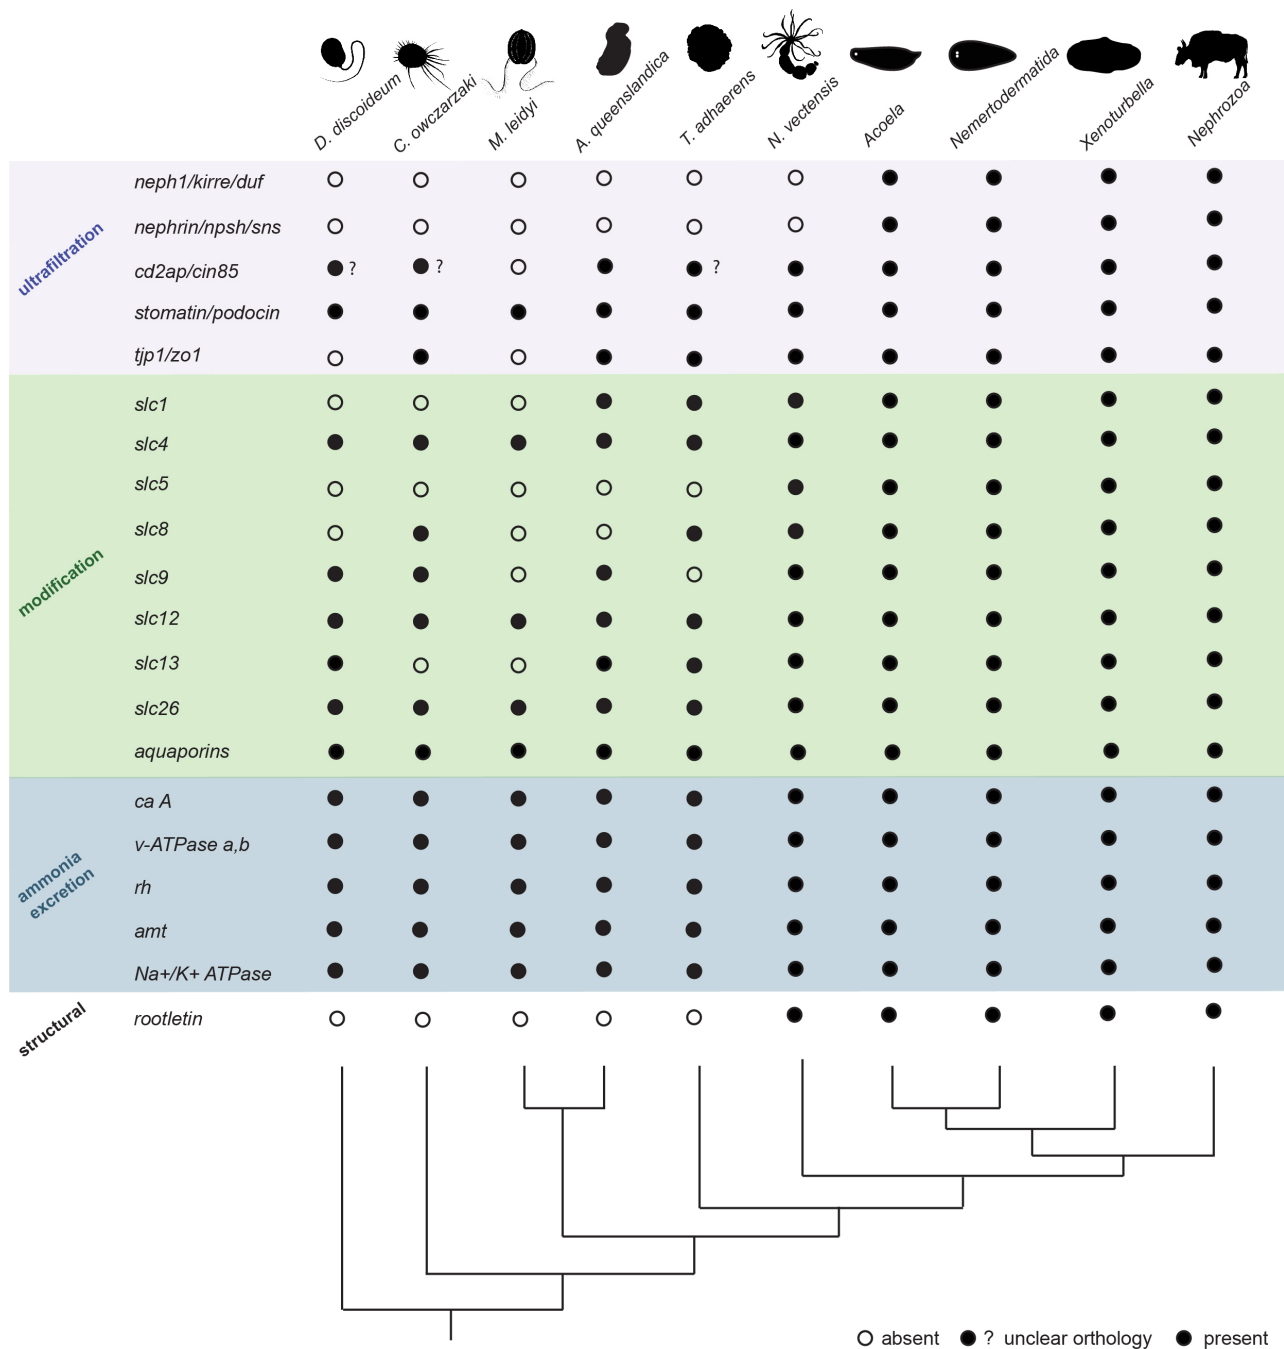 D. discoideum
C. owczarzaki
M. leidyi
A. queenslandica
T. adhaerens
N. vectensis
Acoela
Nemertodermatida
Xenoturbella
Nephrozoa
ultrafiltration
neph1/kirre/duf
nephrin/npsh/sns
cd2ap/cin85 ? ? ?
stomatin/podocin
tjp1/zo1
modification
slc1
slc4
slc5
slc8
slc9
slc12
slc13
slc26
aquaporins
ammonia
excretion
ca A
v-ATPase a,b
rh
amt
Na+/K+ ATPase
structural
rootletin
absent ? unclear orthology present